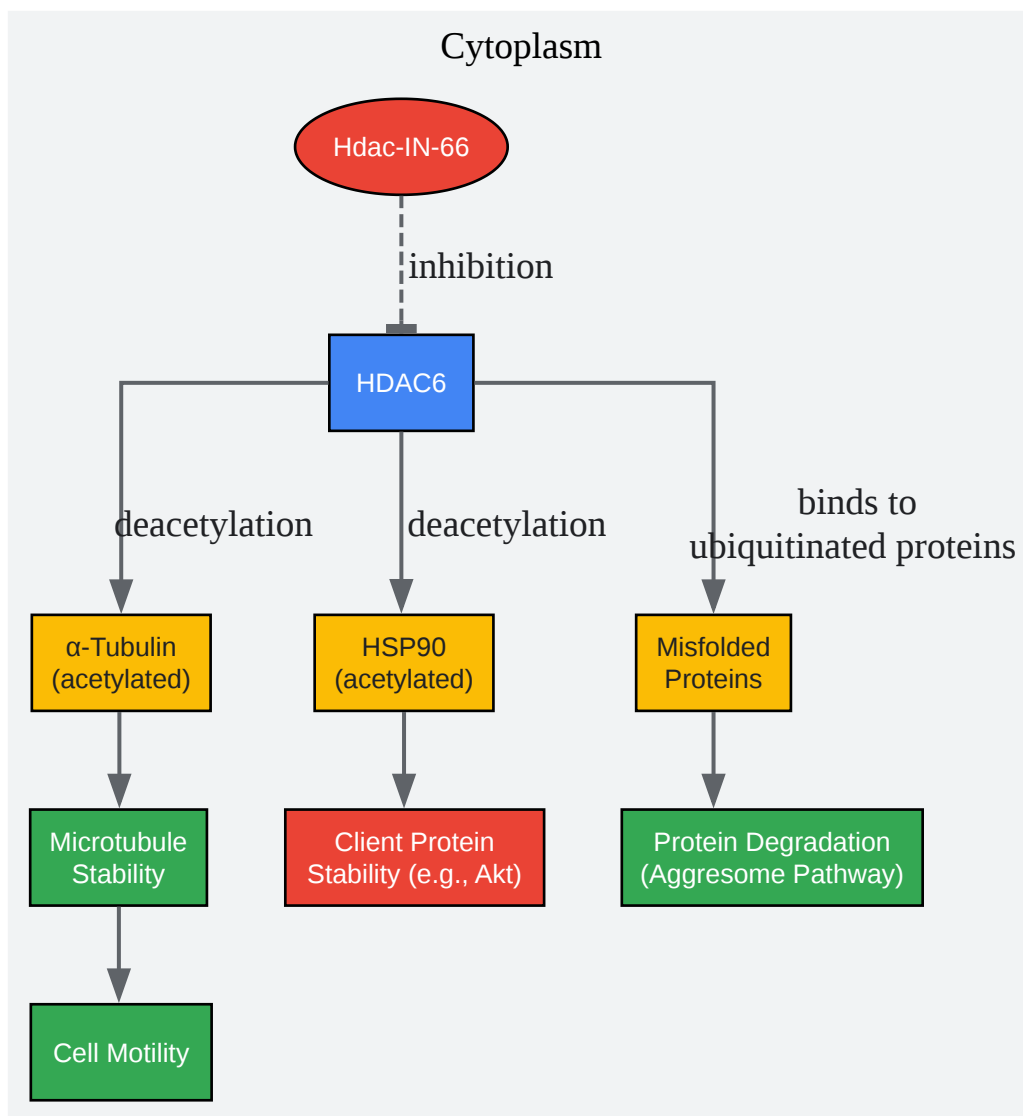 Cytoplasm
Hdac-IN-66
inhibition
HDAC6
deacetylation
deacetylation
binds to
ubiquitinated proteins
α-Tubulin
(acetylated)
HSP90
(acetylated)
Misfolded
Proteins
Microtubule
Stability
Client Protein
Stability (e.g., Akt)
Protein Degradation
(Aggresome Pathway)
Cell Motility